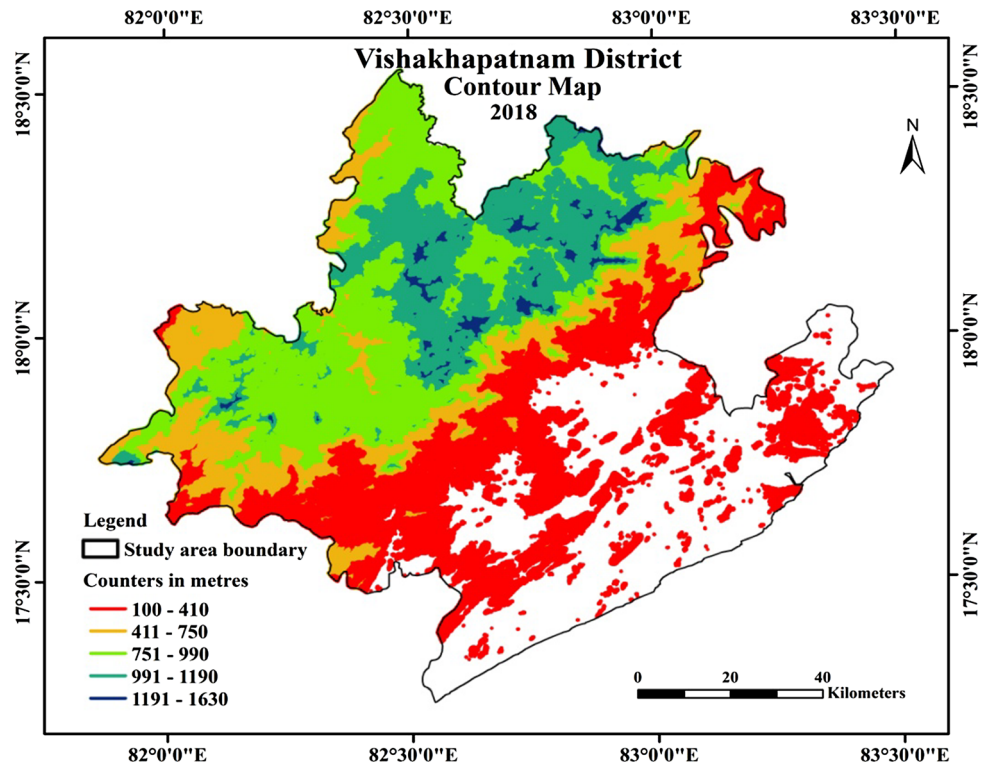 82°0'0"E 82°30'0"E 83°0'0"E 83°30'0"E
Vishakhapatnam District
Contour Map
2018
18°30'0"N
18°30'0"N
N
18°0'0"N
18°0'0"N
17°30'0"N
17°30'0"N
Legend
Study area boundary
Counters in metres
100 - 410
411 - 750
751 - 990
991 - 1190
1191 - 1630
0 20 40
Kilometers
82°0'0"E 82°30'0"E 83°0'0"E 83°30'0"E